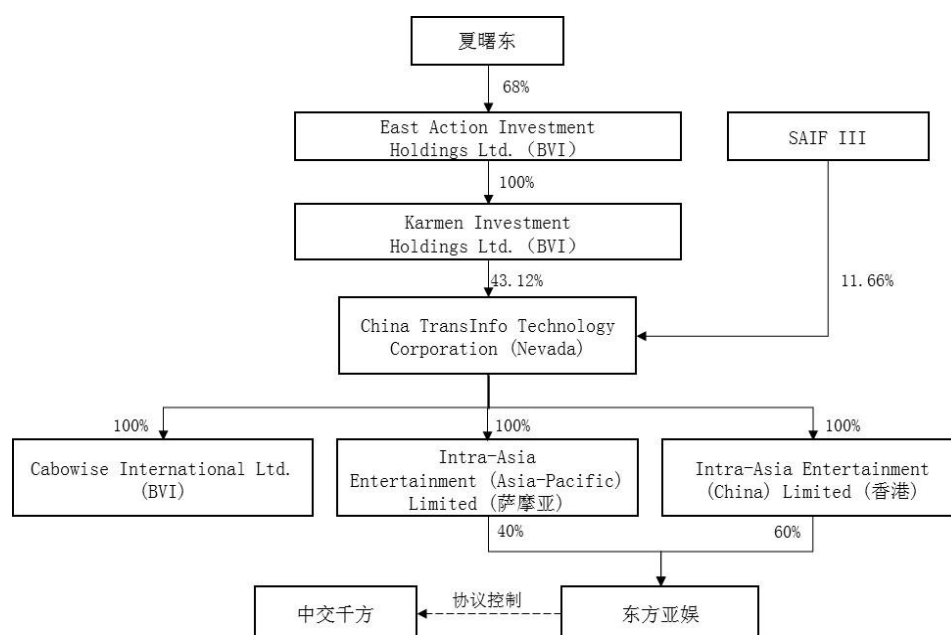 夏曙东
68%
East Action Investment
Holdings Ltd.（BVI）
SAIF III
100%
Karmen Investment
Holdings Ltd.（BVI）
43.12%
11.66%
China TransInfo Technology
Corporation (Nevada)
100%
100%
100%
Cabowise International Ltd.
(BVI)
Intra-Asia
Entertainment (Asia-Pacific)
Limited (萨摩亚)
Intra-Asia Entertainment
(China) Limited (香港)
40%
60%
中交千方
协议控制
东方亚娱